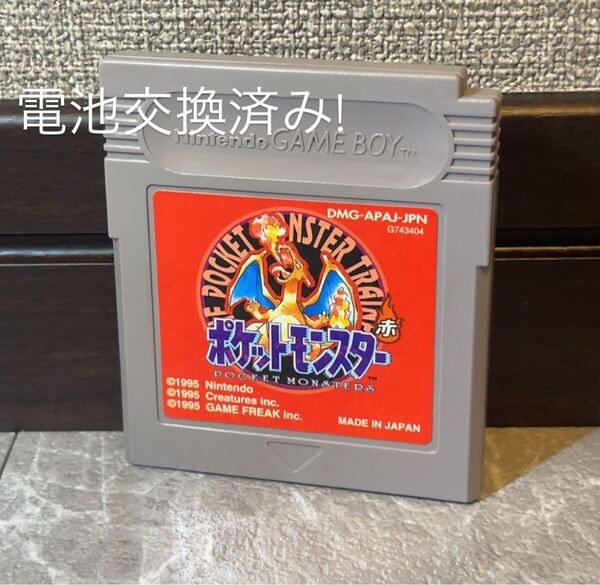 電池交換済み!
Nintendo GAME BOY™
DMG-APAJ-JPN
G743404
POCKET MONSTER TRAINER
赤
ポケットモンスター
POCKET MONSTERS™
©1995 Nintendo
©1995 Creatures inc.
©1995 GAME FREAK inc.
MADE IN JAPAN